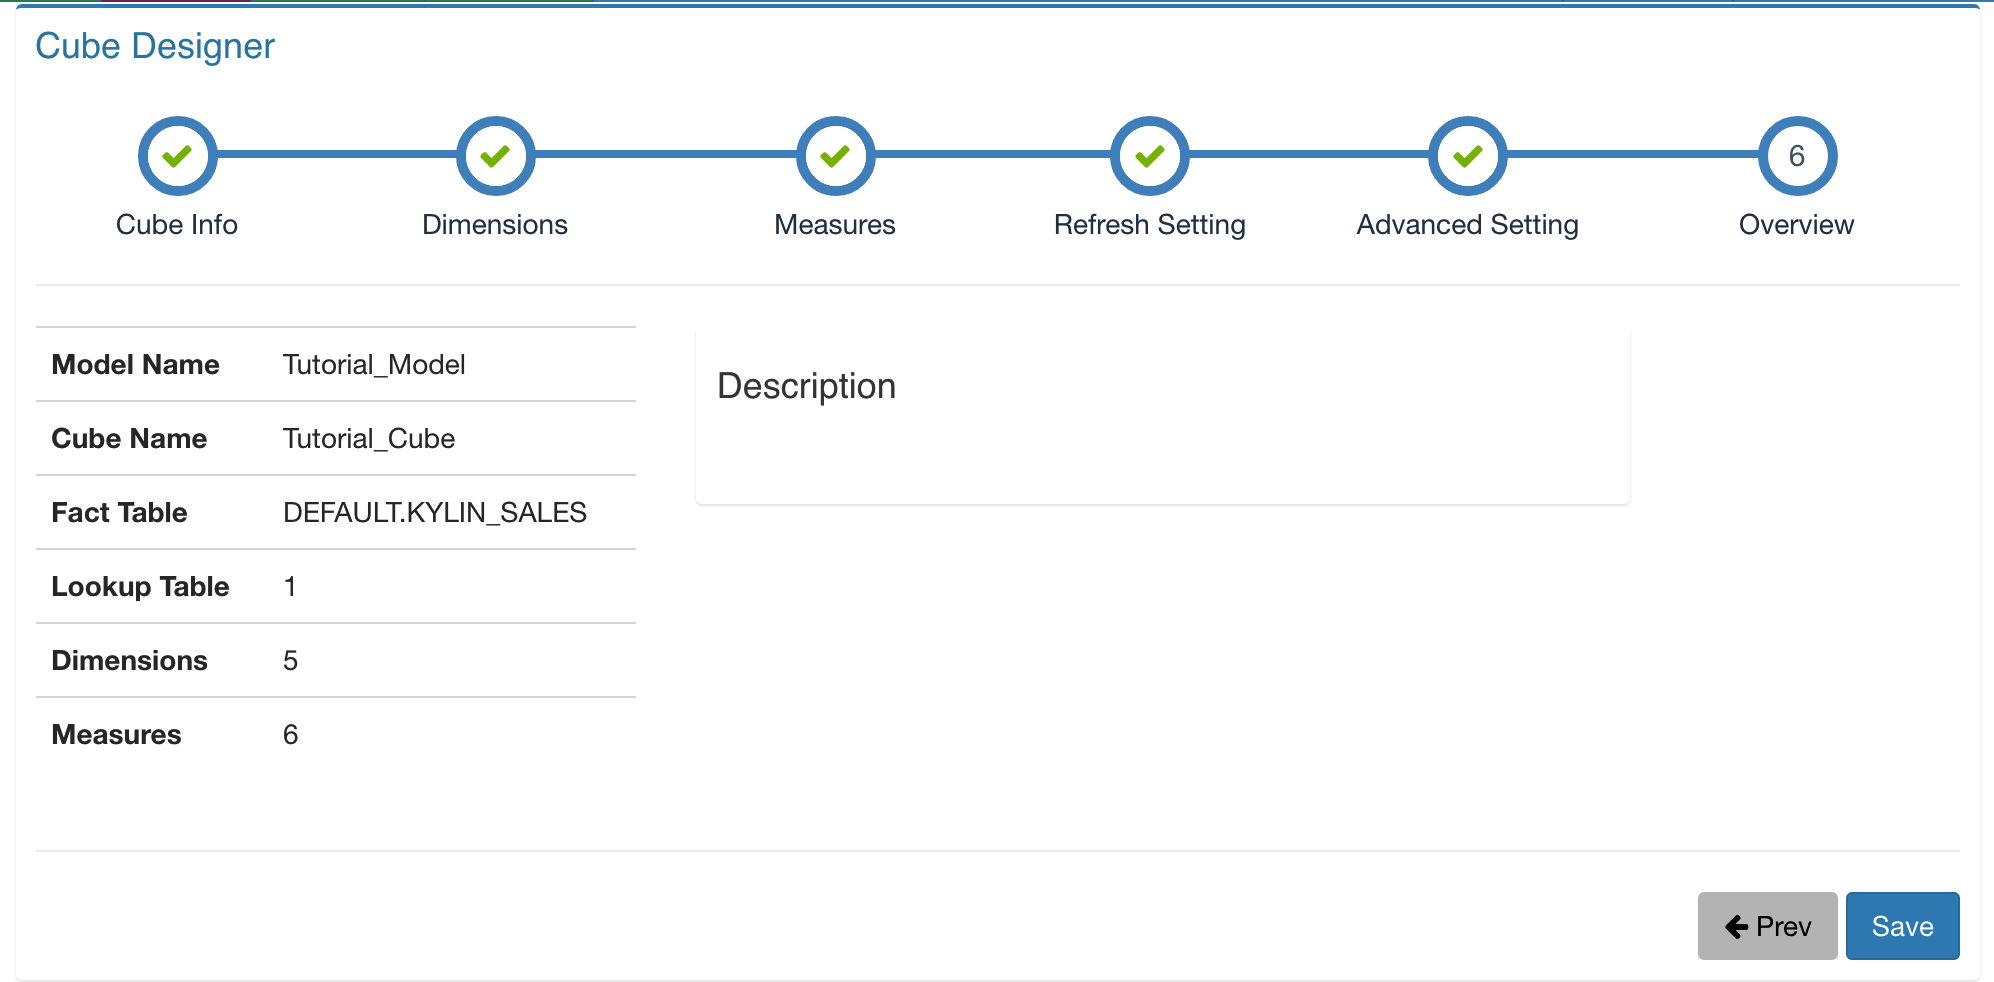 Cube Designer
6
Cube Info Dimensions Measures Refresh Setting Advanced Setting Overview
Model Name Tutorial_Model
Cube Name Tutorial_Cube
Fact Table DEFAULT.KYLIN_SALES
Lookup Table 1
Dimensions 5
Measures 6
Description
Prev Save